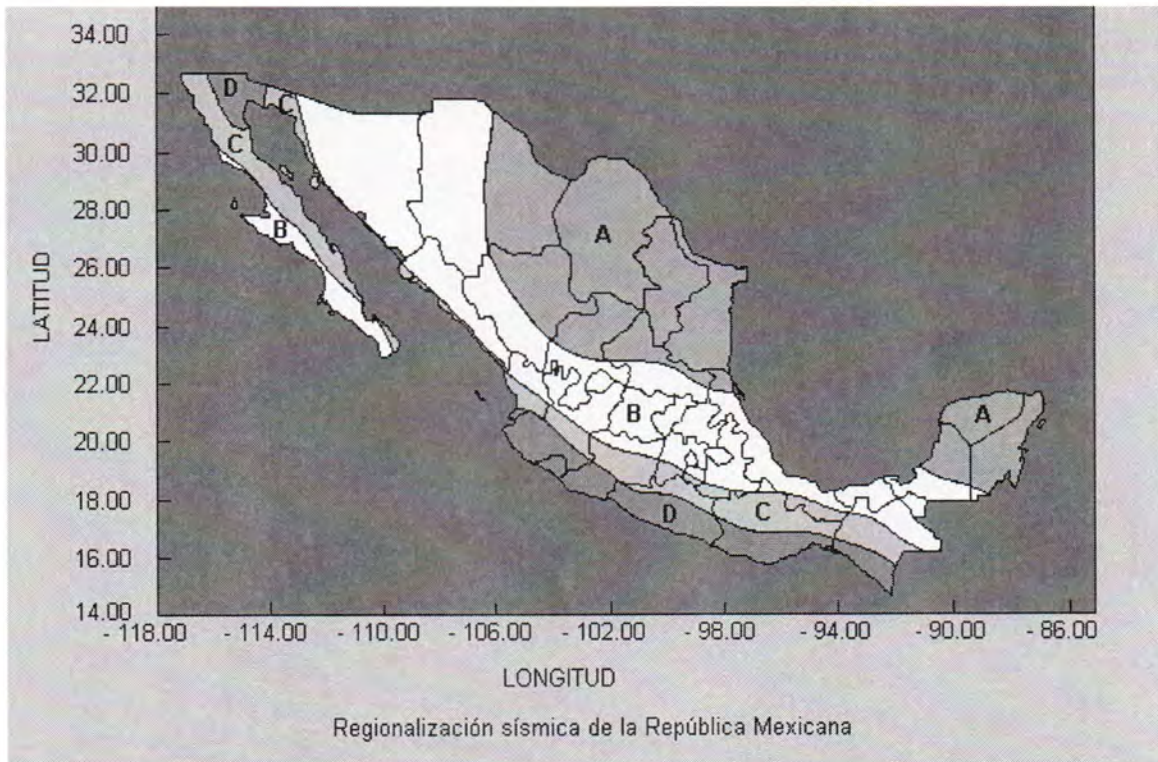 34.00
32.00
30.00
28.00
26.00
24.00
22.00
20.00
18.00
16.00
14.00
LATITUD
D
C
C
B
A
B
A
D
C
- 118.00 - 114.00 - 110.00 - 106.00 - 102.00 - 98.00 - 94.00 - 90.00 - 86.00
LONGITUD
Regionalización sísmica de la República Mexicana